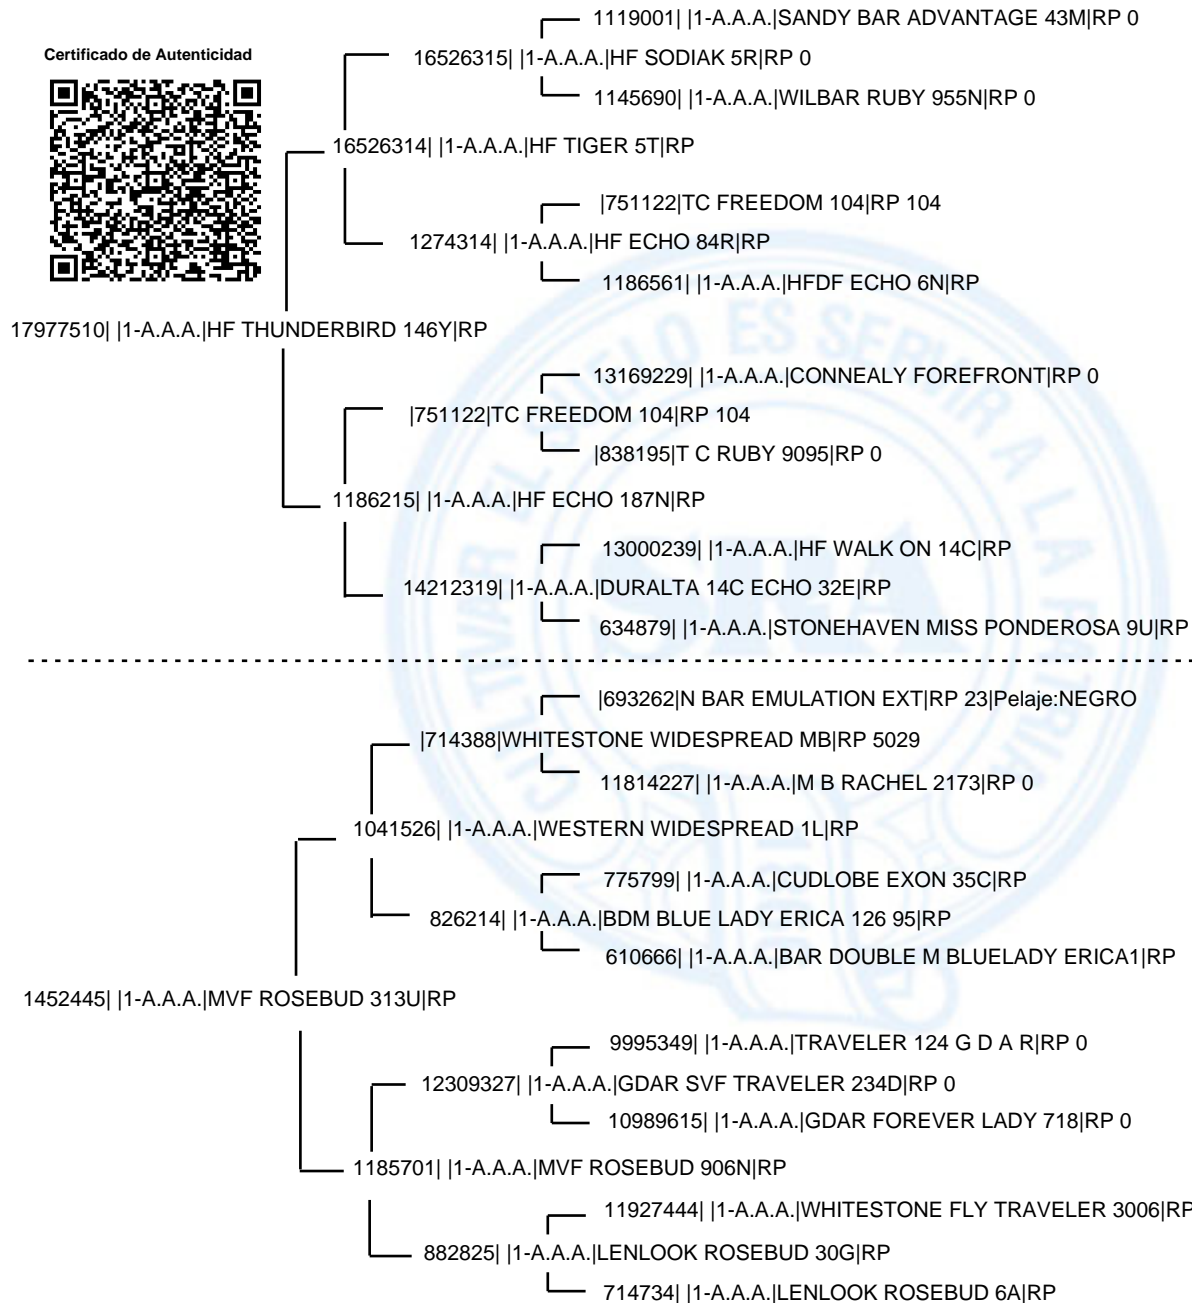 1119001| |1-A.A.A.|SANDY BAR ADVANTAGE 43M|RP 0
Certificado de Autenticidad
16526315| |1-A.A.A.|HF SODIAK 5R|RP 0
1145690| |1-A.A.A.|WILBAR RUBY 955N|RP 0
16526314| |1-A.A.A.|HF TIGER 5T|RP
|751122|TC FREEDOM 104|RP 104
1274314| |1-A.A.A.|HF ECHO 84R|RP
1186561| |1-A.A.A.|HFDF ECHO 6N|RP
17977510| |1-A.A.A.|HF THUNDERBIRD 146Y|RP
13169229| |1-A.A.A.|CONNEALY FOREFRONT|RP 0
|751122|TC FREEDOM 104|RP 104
|838195|T C RUBY 9095|RP 0
1186215| |1-A.A.A.|HF ECHO 187N|RP
13000239| |1-A.A.A.|HF WALK ON 14C|RP
14212319| |1-A.A.A.|DURALTA 14C ECHO 32E|RP
634879| |1-A.A.A.|STONEHAVEN MISS PONDEROSA 9U|RP
|693262|N BAR EMULATION EXT|RP 23|Pelaje:NEGRO
|714388|WHITESTONE WIDESPREAD MB|RP 5029
11814227| |1-A.A.A.|M B RACHEL 2173|RP 0
1041526| |1-A.A.A.|WESTERN WIDESPREAD 1L|RP
775799| |1-A.A.A.|CUDLOBE EXON 35C|RP
826214| |1-A.A.A.|BDM BLUE LADY ERICA 126 95|RP
610666| |1-A.A.A.|BAR DOUBLE M BLUELADY ERICA1|RP
1452445| |1-A.A.A.|MVF ROSEBUD 313U|RP
9995349| |1-A.A.A.|TRAVELER 124 G D A R|RP 0
12309327| |1-A.A.A.|GDAR SVF TRAVELER 234D|RP 0
10989615| |1-A.A.A.|GDAR FOREVER LADY 718|RP 0
1185701| |1-A.A.A.|MVF ROSEBUD 906N|RP
11927444| |1-A.A.A.|WHITESTONE FLY TRAVELER 3006|RP
882825| |1-A.A.A.|LENLOOK ROSEBUD 30G|RP
714734| |1-A.A.A.|LENLOOK ROSEBUD 6A|RP
CULTIVAR EL SUELO ES SERVIR A LA PATRIA
SRA